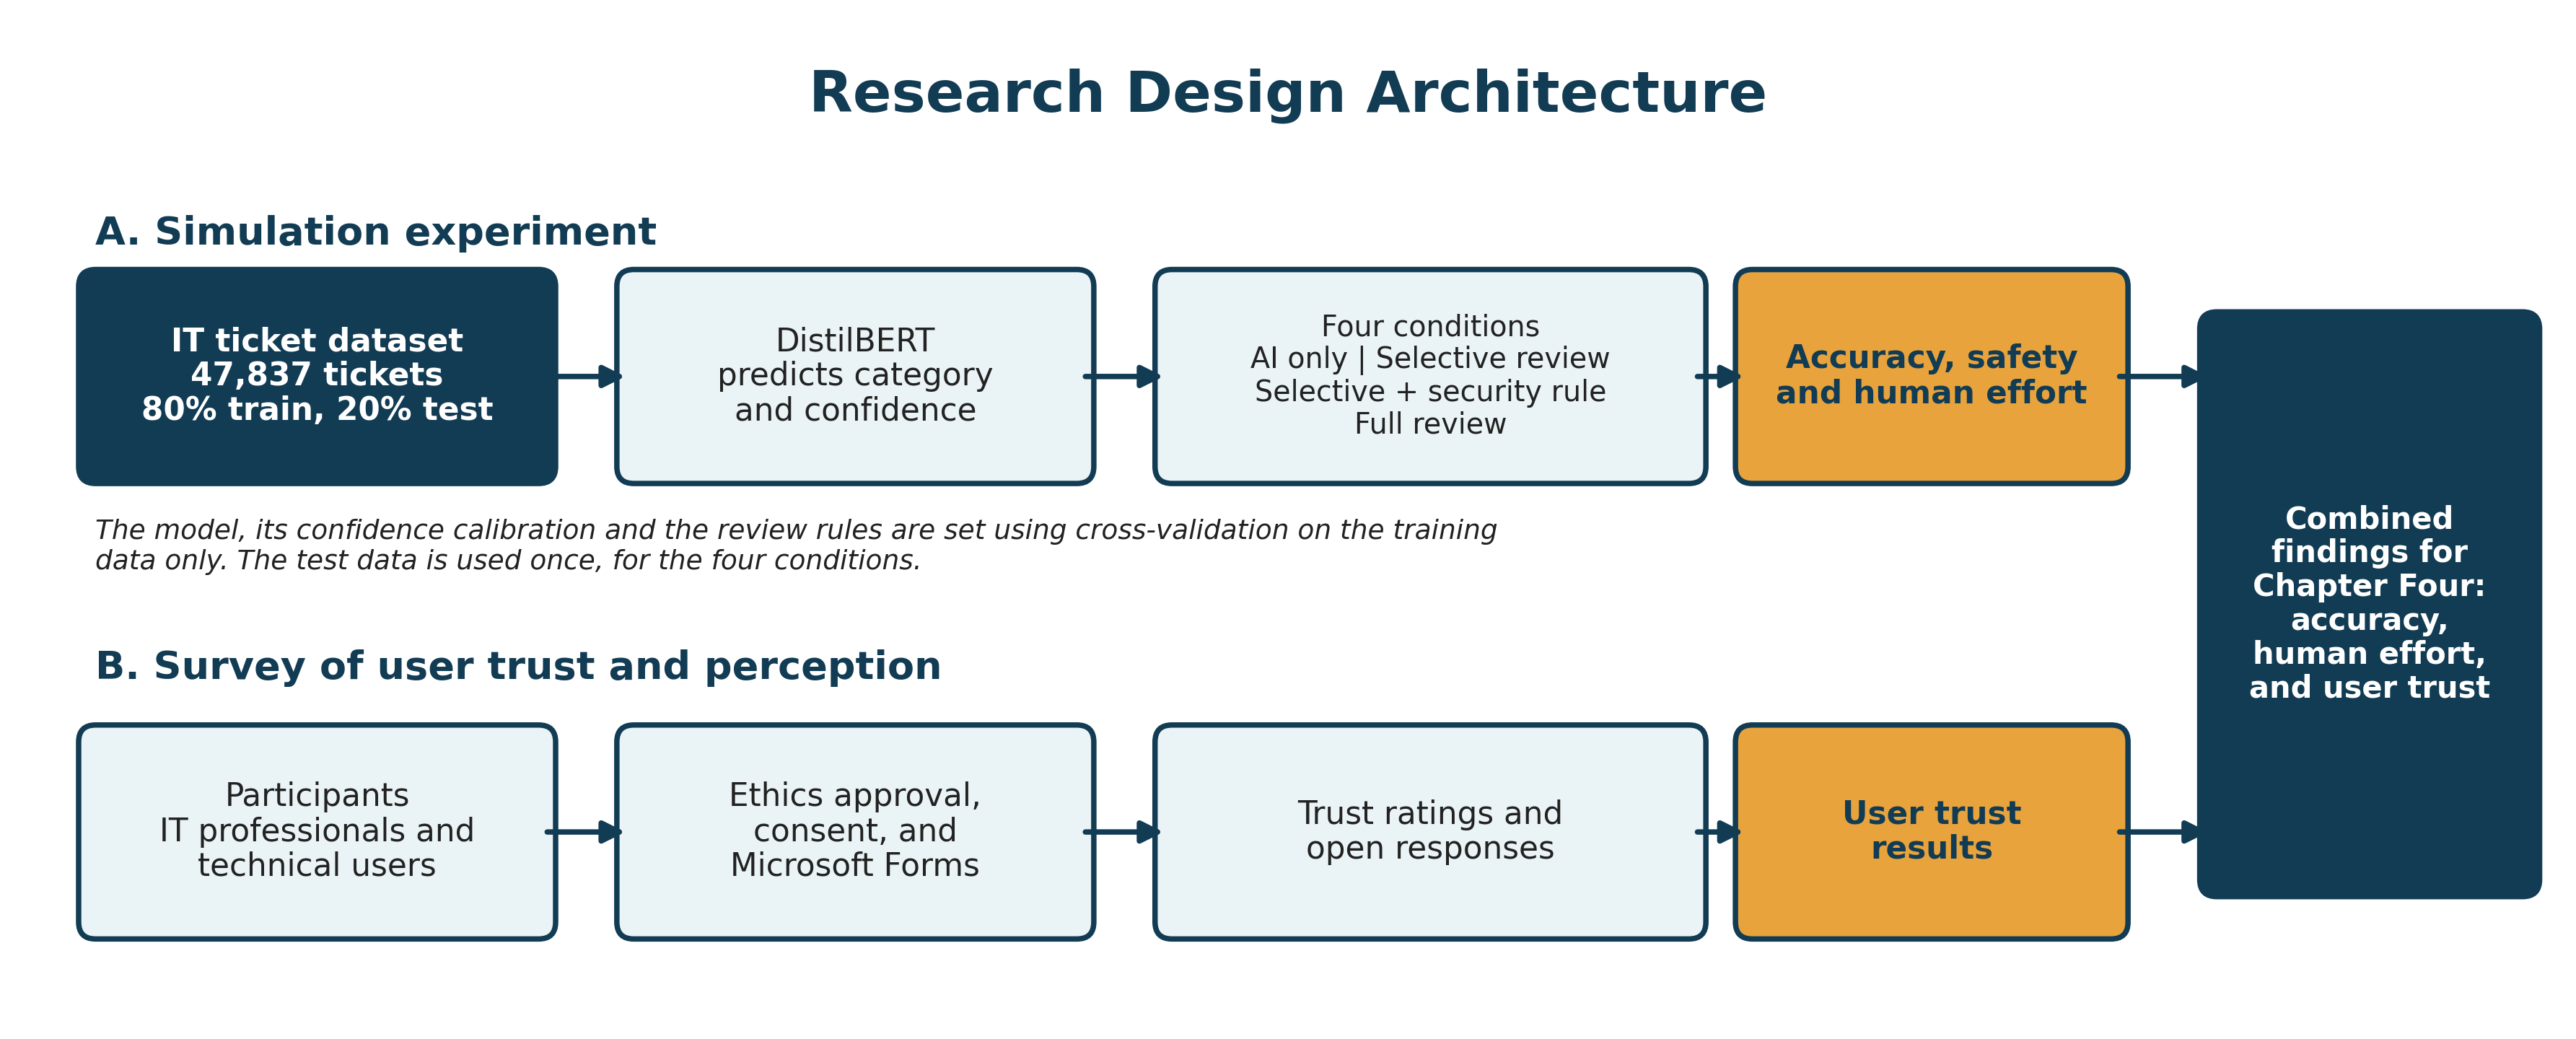 Research Design Architecture
A. Simulation experiment
IT ticket dataset
47,837 tickets
80% train, 20% test
DistilBERT
predicts category
and confidence
Four conditions
AI only | Selective review
Selective + security rule
Full review
Accuracy, safety
and human effort
The model, its confidence calibration and the review rules are set using cross-validation on the training
data only. The test data is used once, for the four conditions.
Combined
findings for
Chapter Four:
accuracy,
human effort,
and user trust
B. Survey of user trust and perception
Participants
IT professionals and
technical users
Ethics approval,
consent, and
Microsoft Forms
Trust ratings and
open responses
User trust
results